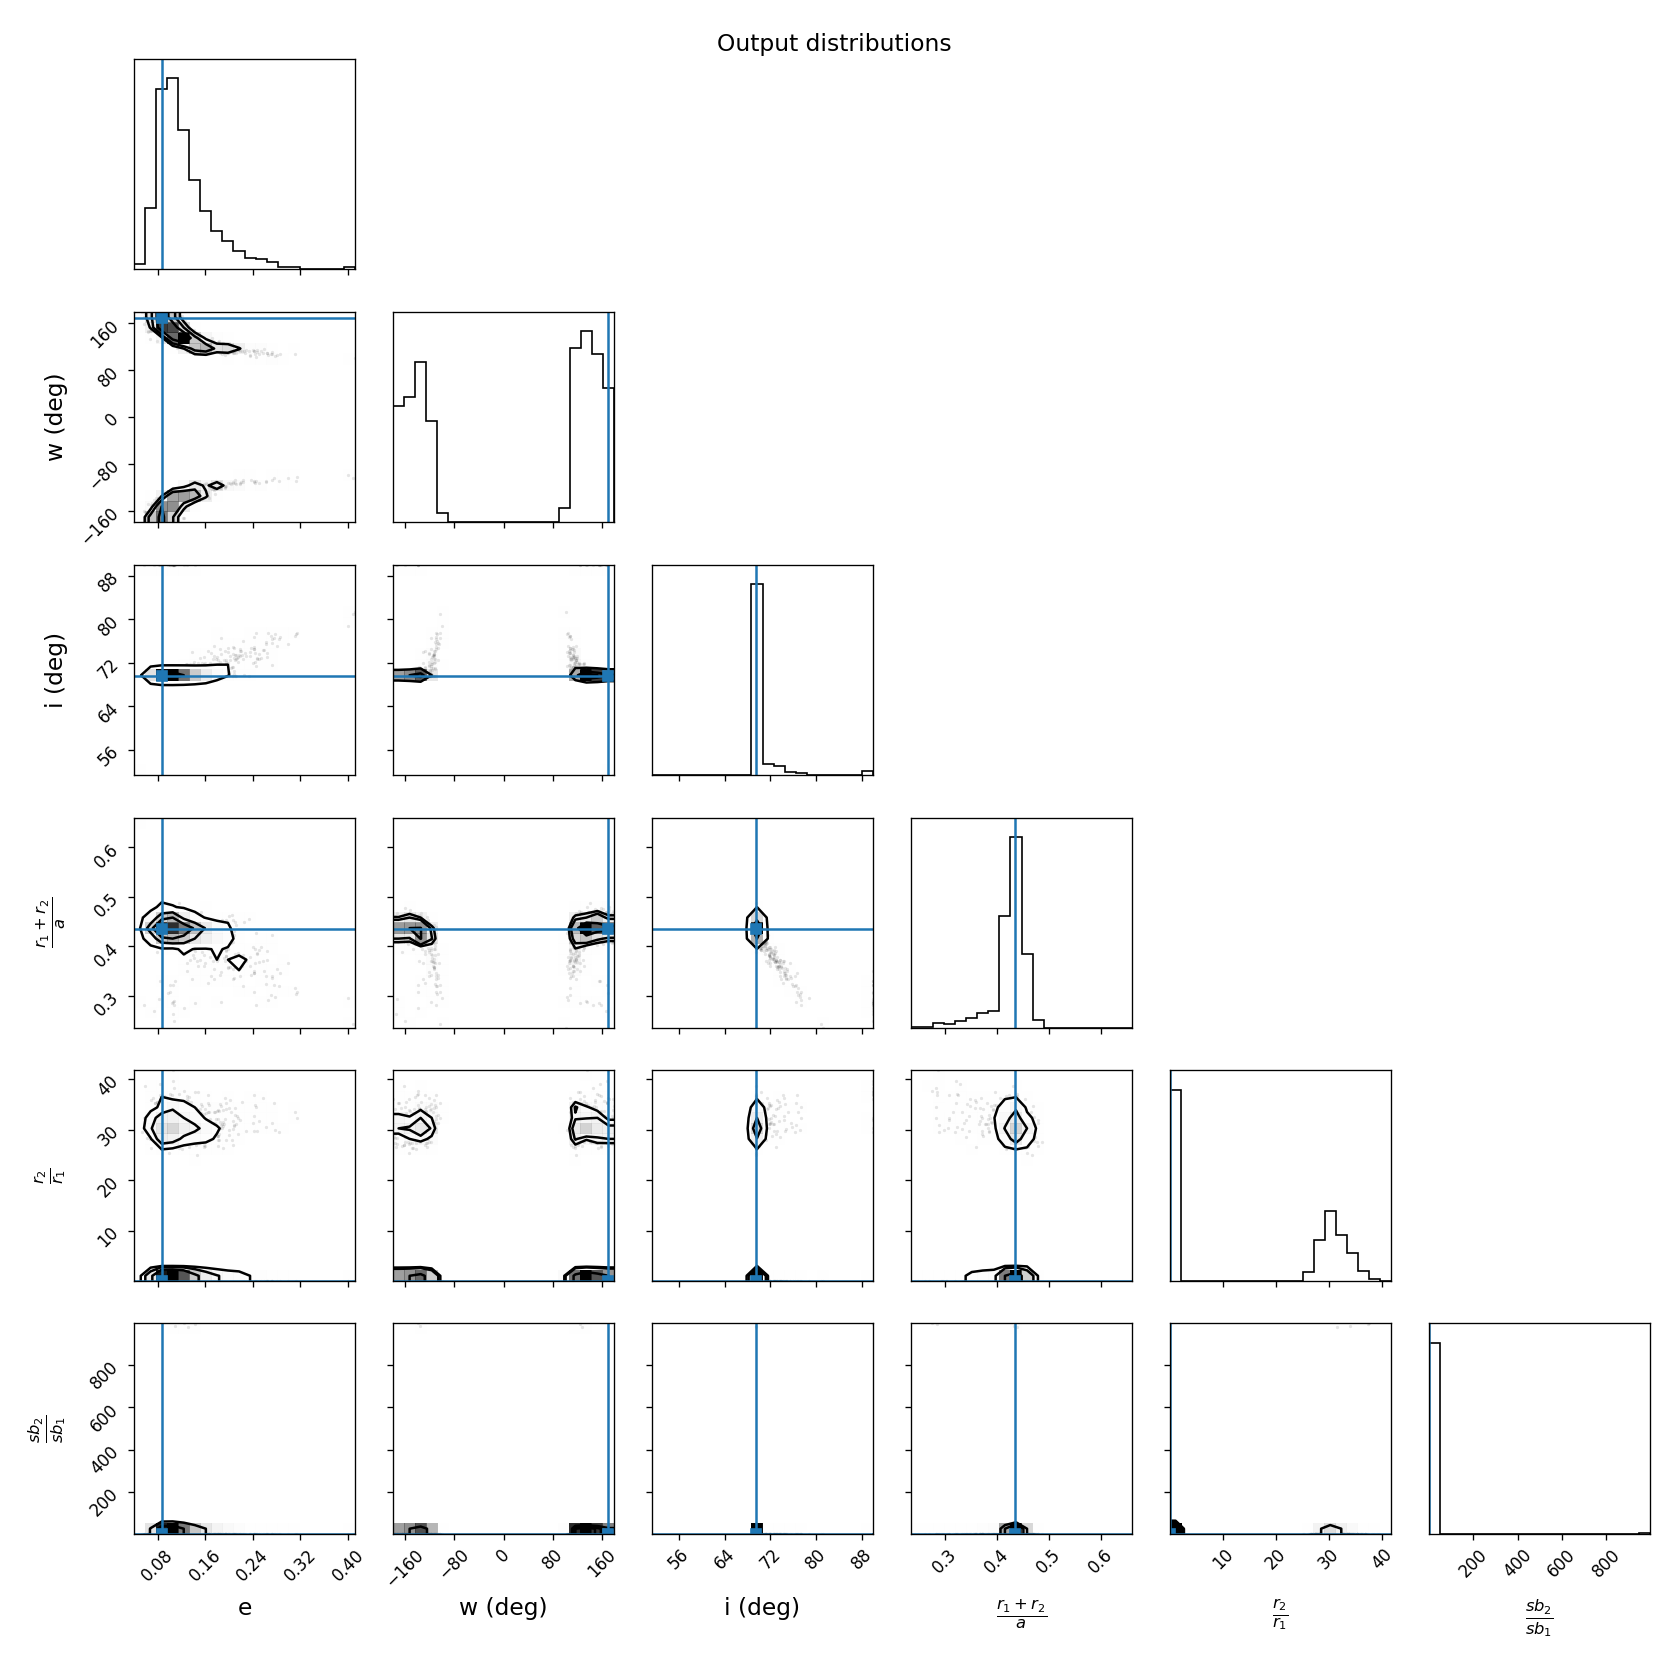 Output distributions
w (deg)
160
80
0
−80
−160
i (deg)
88
80
72
64
56
r₁ + r₂
a
0.6
0.5
0.4
0.3
r₂
r₁
40
30
20
10
sb₂
sb₁
800
600
400
200
0.08 0.16 0.24 0.32 0.40
−160 −80 0 80 160
56 64 72 80 88
0.3 0.4 0.5 0.6
10 20 30 40
200 400 600 800
e
w (deg)
i (deg)
r₁ + r₂
a
r₂
r₁
sb₂
sb₁